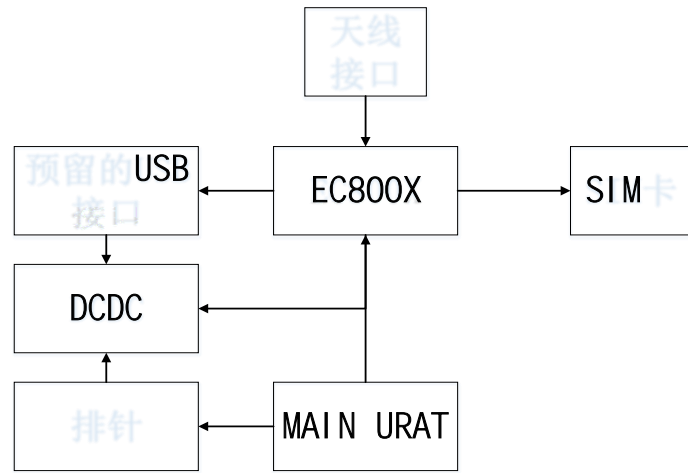 天线
接口
预留的USB
接口
EC800X
SIM卡
DCDC
排针
MAIN URAT